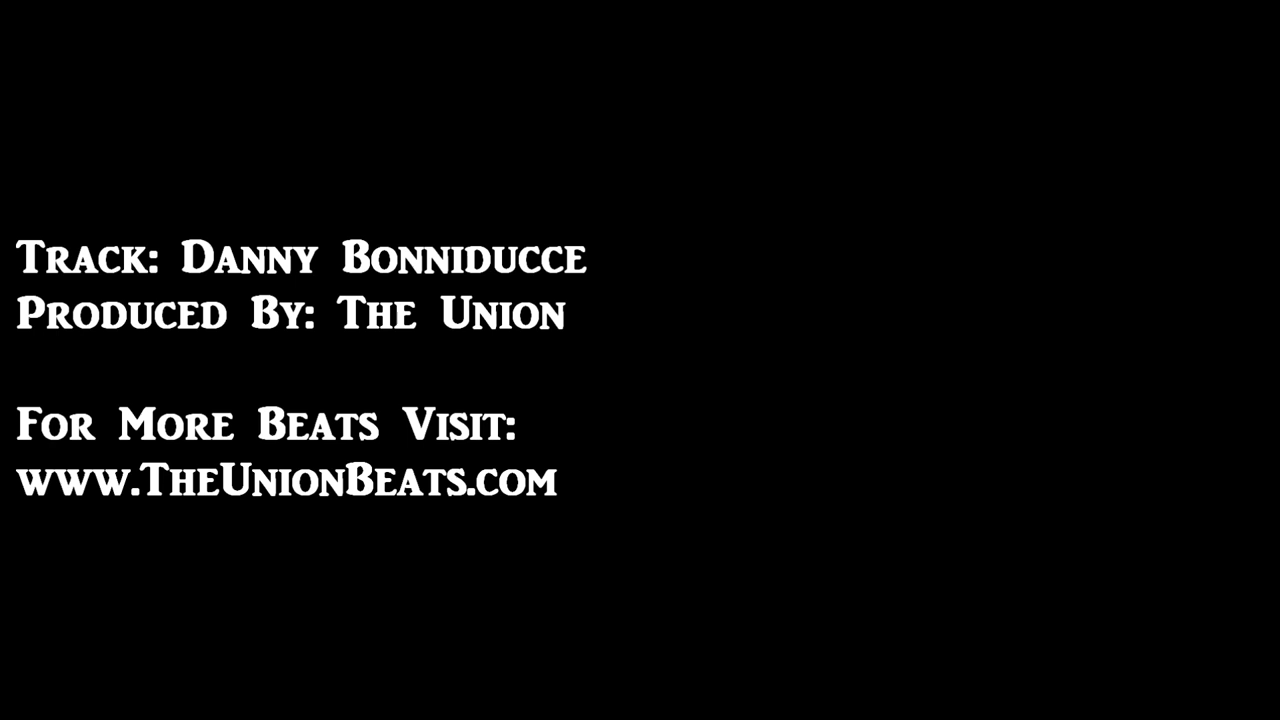 Track: Danny Bonniducce
Produced By: The Union
For More Beats Visit:
www.TheUnionBeats.com